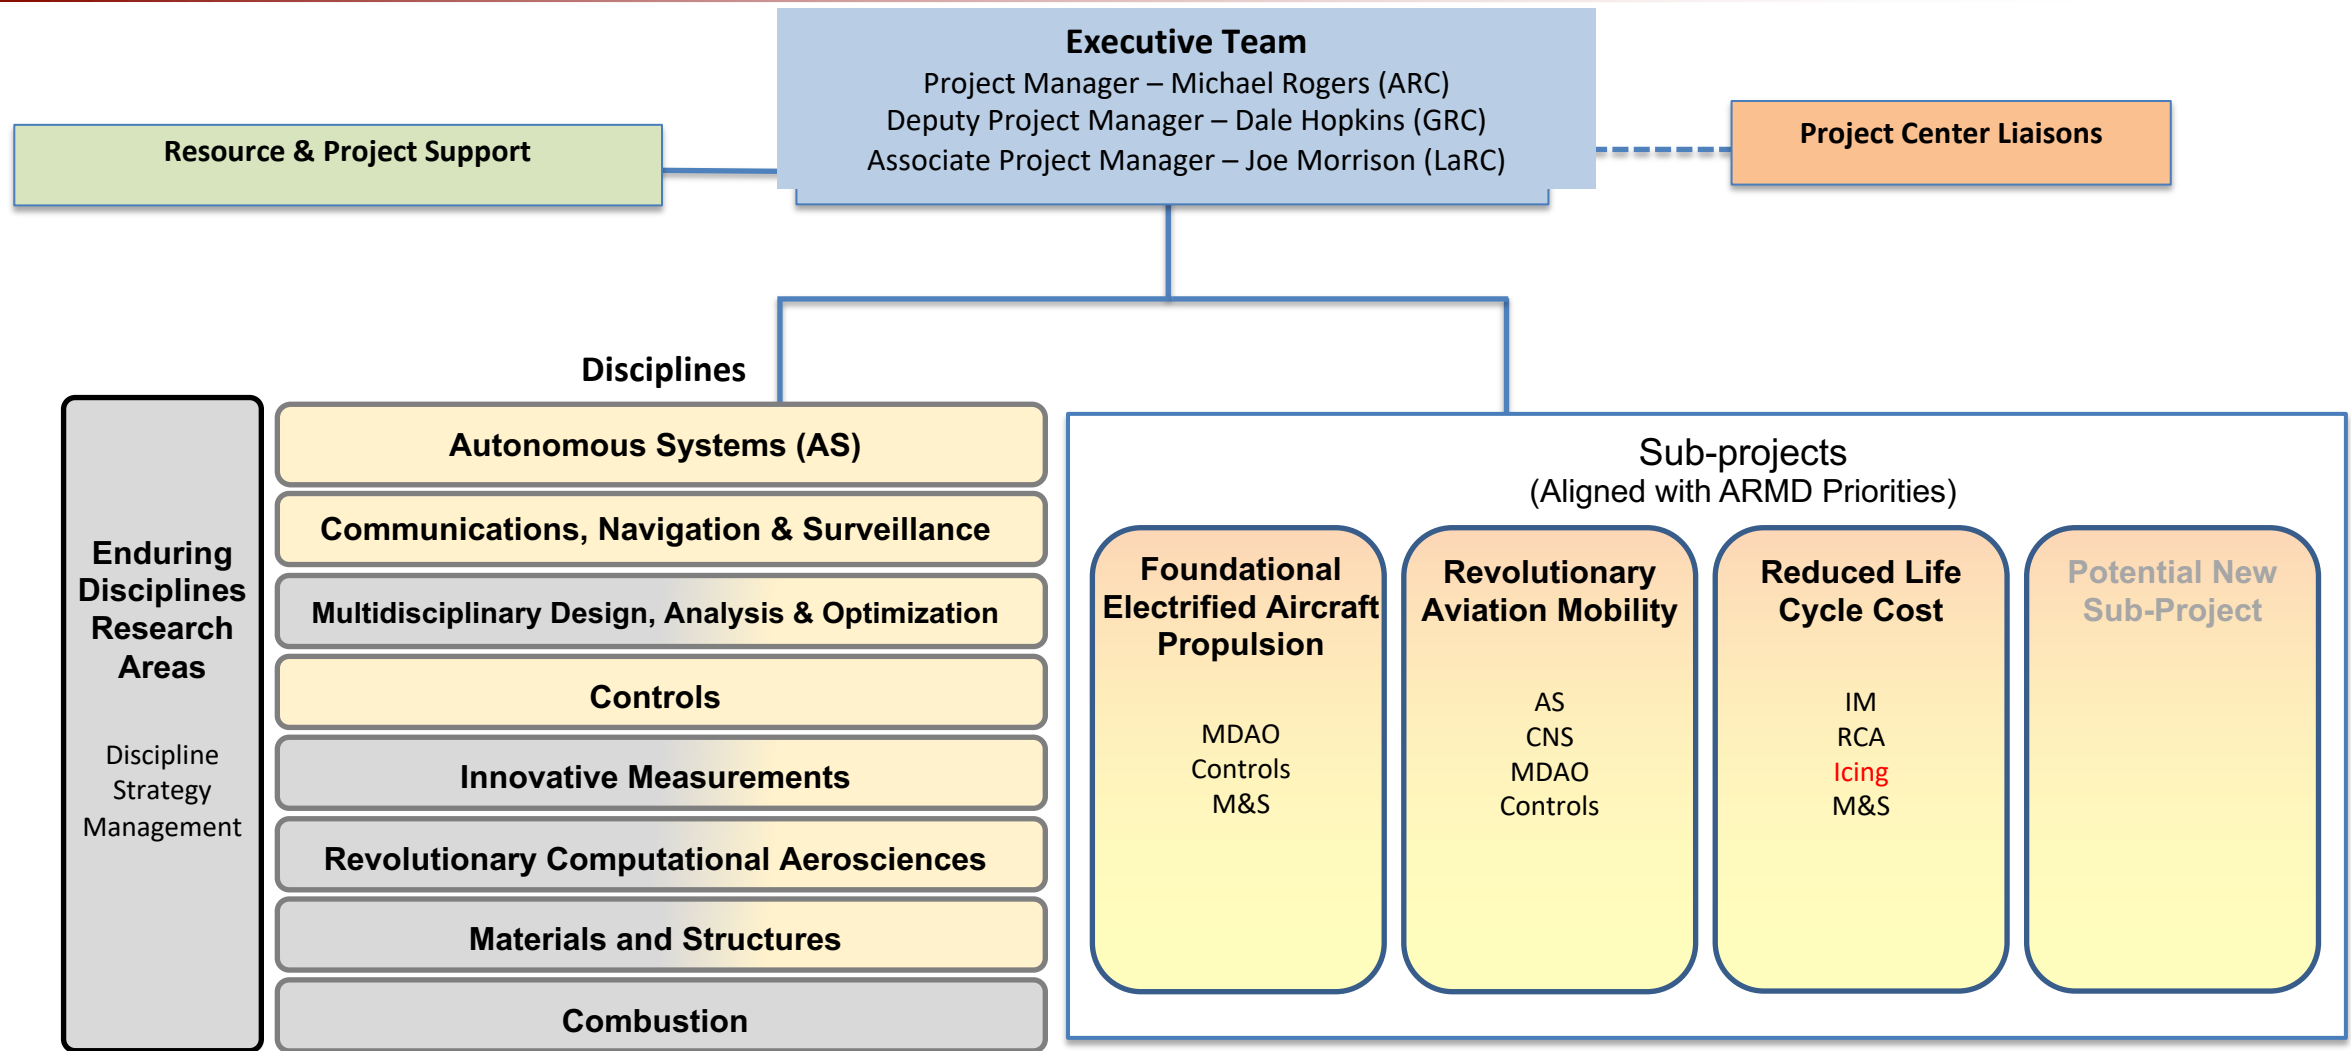 Executive Team
Project Manager – Michael Rogers (ARC)
Deputy Project Manager – Dale Hopkins (GRC)
Associate Project Manager – Joe Morrison (LaRC)
Resource & Project Support
Project Center Liaisons
Disciplines
Enduring
Disciplines
Research
Areas
Discipline
Strategy
Management
Autonomous Systems (AS)
Communications, Navigation & Surveillance
Multidisciplinary Design, Analysis & Optimization
Controls
Innovative Measurements
Revolutionary Computational Aerosciences
Materials and Structures
Combustion
Sub-projects
(Aligned with ARMD Priorities)
Foundational
Electrified Aircraft
Propulsion
MDAO
Controls
M&S
Revolutionary
Aviation Mobility
AS
CNS
MDAO
Controls
Reduced Life
Cycle Cost
IM
RCA
Icing
M&S
Potential New
Sub-Project